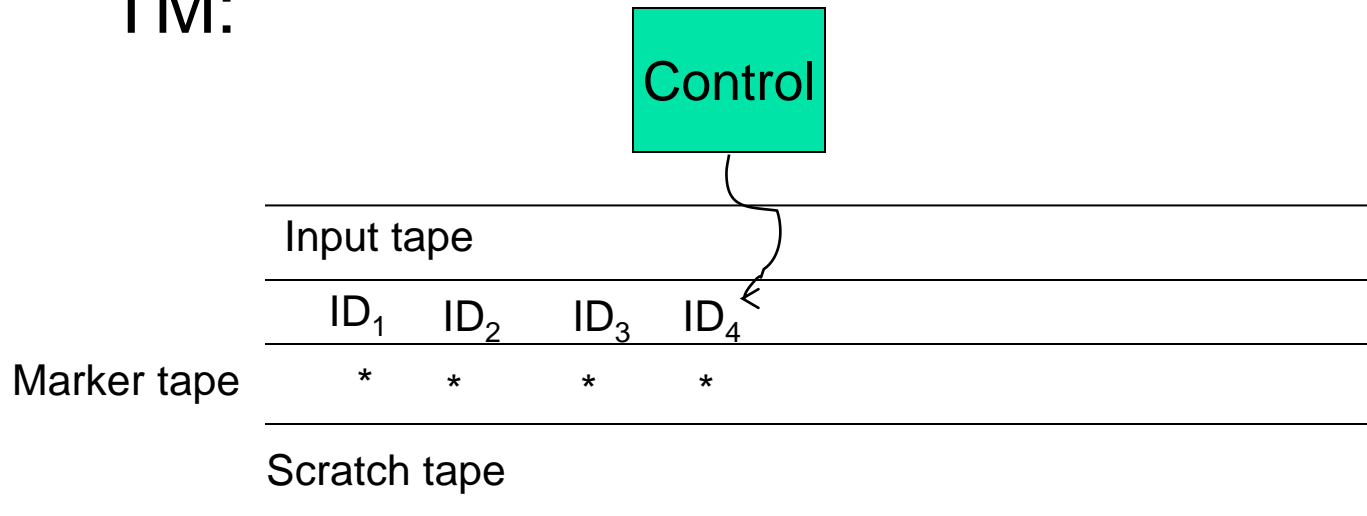 TM:
Control
Input tape
ID₁ ID₂ ID₃ ID₄
Marker tape * * * *
Scratch tape